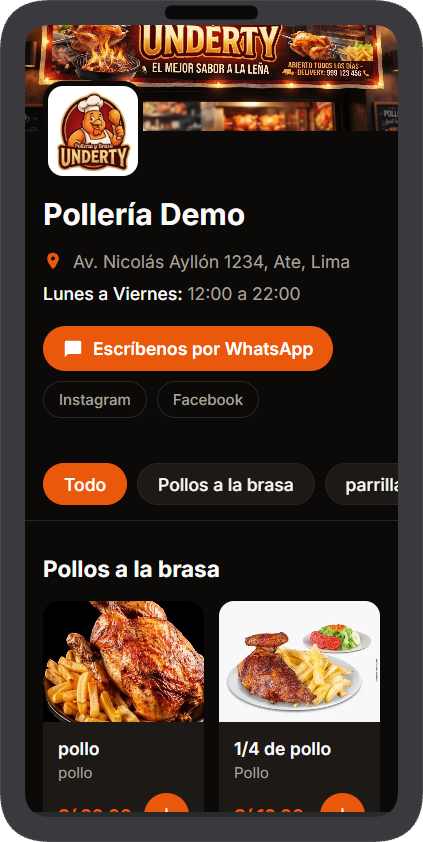 UNDERTY
EL MEJOR SABOR A LA LEÑA
ABIERTO TODOS LOS DÍAS -
DELIVERY: 999 123 456
Pollería y Brasa
UNDERTY
Pollería Demo
Av. Nicolás Ayllón 1234, Ate, Lima
Lunes a Viernes: 12:00 a 22:00
Escríbenos por WhatsApp
Instagram Facebook
Todo Pollos a la brasa parrilla
Pollos a la brasa
pollo 1/4 de pollo
pollo Pollo